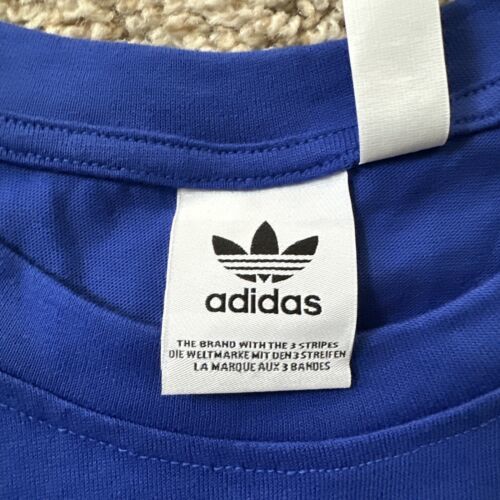 adidas
THE BRAND WITH THE 3 STRIPES
DIE WELTMARKE MIT DEN 3 STREIFEN
LA MARQUE AUX 3 BANDES